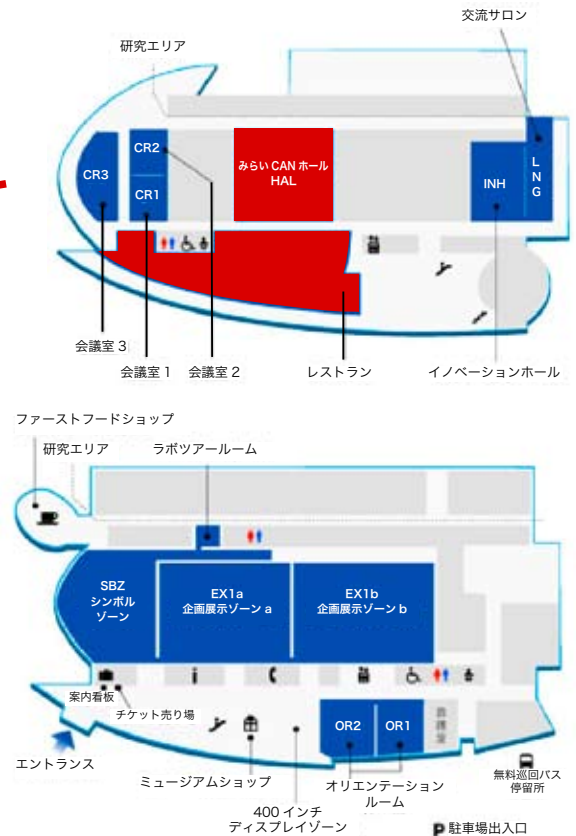 交流サロン
研究エリア
CR2
CR3
CR1
みらい CAN ホール
HAL
INH
L
N
G
会議室 3
会議室 1
会議室 2
レストラン
イノベーションホール
ファーストフードショップ
研究エリア
ラボツアールーム
SBZ
シンボル
ゾーン
EX1a
企画展示ゾーン a
EX1b
企画展示ゾーン b
案内看板
チケット売り場
OR2
OR1
エントランス
ミュージアムショップ
オリエンテーション
ルーム
無料巡回バス
停留所
400 インチ
ディスプレイゾーン
P 駐車場出入口